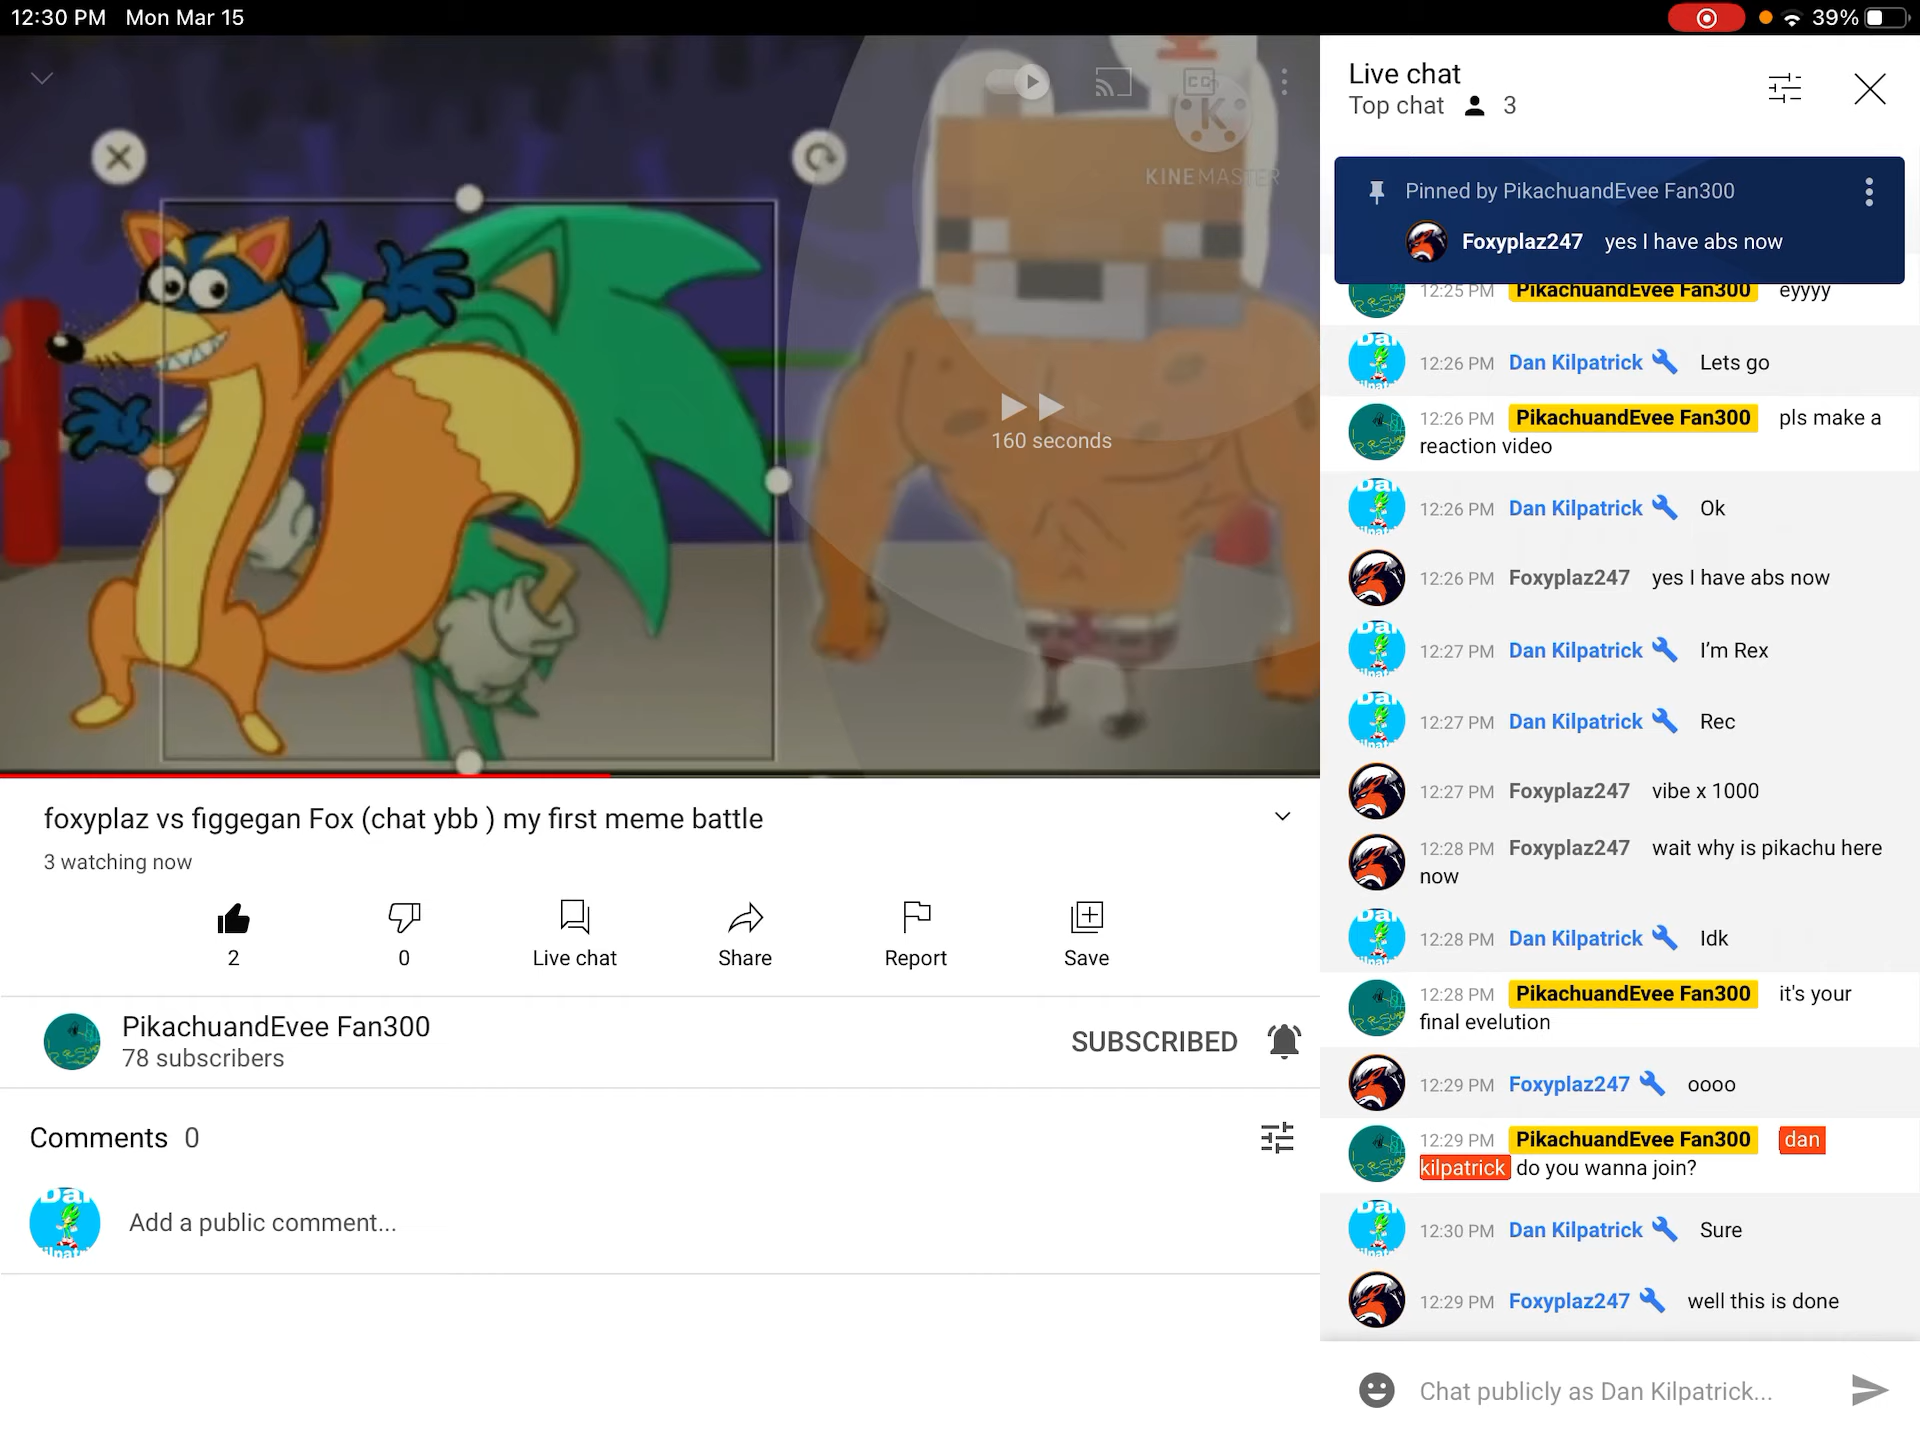 12:30 PM Mon Mar 15
39%
CC
K
KINEMASTER
160 seconds
foxyplaz vs figgegan Fox (chat ybb ) my first meme battle
3 watching now
2
0
Live chat
Share
Report
Save
PikachuandEvee Fan300
78 subscribers
SUBSCRIBED
Comments 0
Add a public comment...
Live chat
Top chat 3
Pinned by PikachuandEvee Fan300
Foxyplaz247 yes I have abs now
12:25 PM PikachuandEvee Fan300 eyyyy
12:26 PM Dan Kilpatrick Lets go
12:26 PM PikachuandEvee Fan300 pls make a
reaction video
12:26 PM Dan Kilpatrick Ok
12:26 PM Foxyplaz247 yes I have abs now
12:27 PM Dan Kilpatrick I'm Rex
12:27 PM Dan Kilpatrick Rec
12:27 PM Foxyplaz247 vibe x 1000
12:28 PM Foxyplaz247 wait why is pikachu here
now
12:28 PM Dan Kilpatrick Idk
12:28 PM PikachuandEvee Fan300 it's your
final evelution
12:29 PM Foxyplaz247 oooo
12:29 PM PikachuandEvee Fan300 dan
kilpatrick do you wanna join?
12:30 PM Dan Kilpatrick Sure
12:29 PM Foxyplaz247 well this is done
Chat publicly as Dan Kilpatrick...